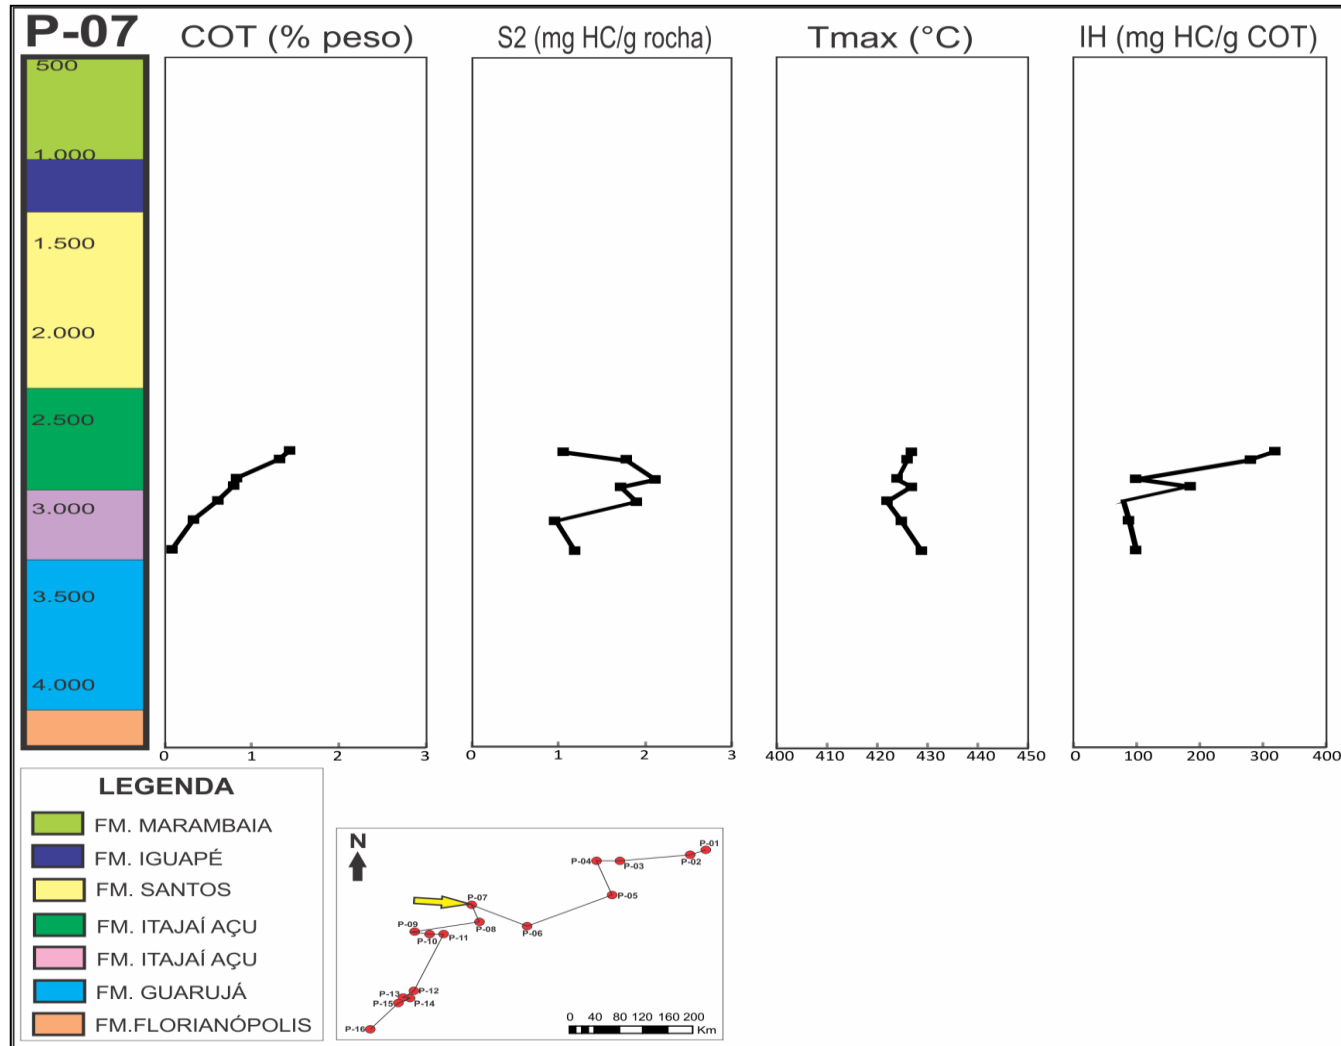 P-07
COT (% peso)
S2 (mg HC/g rocha)
Tmax (°C)
IH (mg HC/g COT)
500
1.000
1.500
2.000
2.500
3.000
3.500
4.000
0 1 2 3
0 1 2 3
400 410 420 430 440 450
0 100 200 300 400
LEGENDA
FM. MARAMBAIA
FM. IGUAPÉ
FM. SANTOS
FM. ITAJAÍ AÇU
FM. ITAJAÍ AÇU
FM. GUARUJÁ
FM.FLORIANÓPOLIS
N
P-01
P-02
P-04
P-03
P-05
P-07
P-06
P-08
P-09
P-10
P-11
P-12
P-13
P-14
P-15
P-16
0 40 80 120 160 200
Km